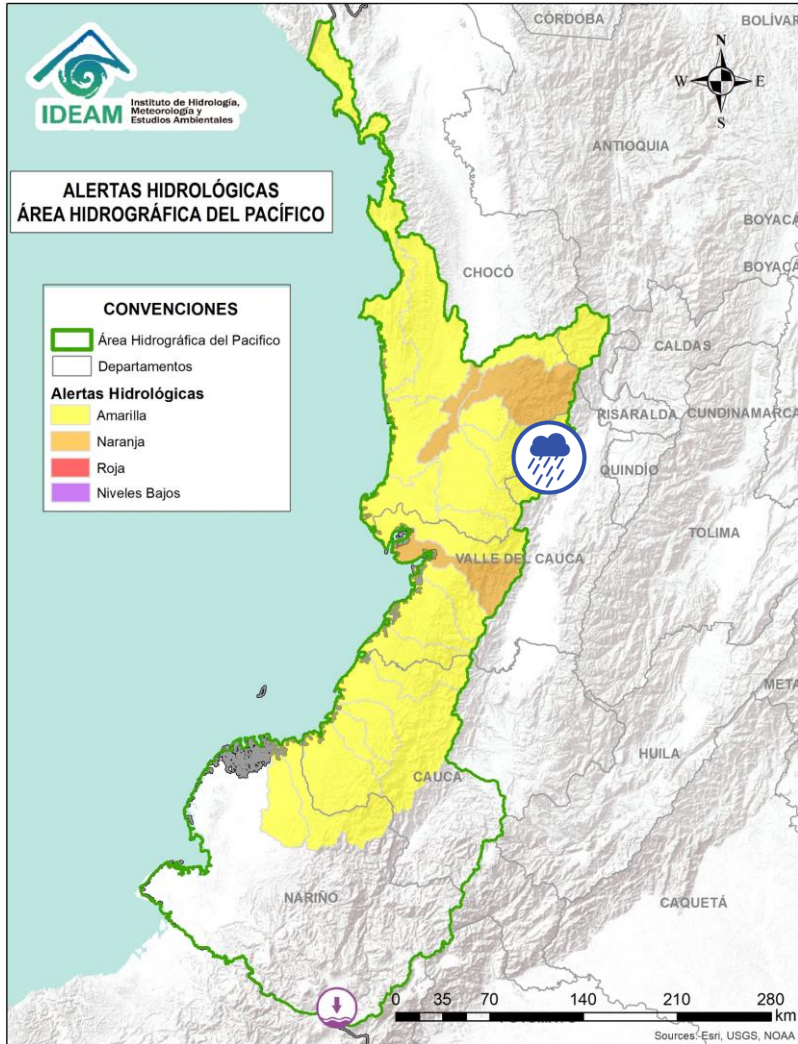 IDEAM
Instituto de Hidrología,
Meteorología y
Estudios Ambientales
ALERTAS HIDROLÓGICAS
ÁREA HIDROGRÁFICA DEL PACÍFICO
CONVENCIONES
Área Hidrográfica del Pacífico
Departamentos
Alertas Hidrológicas
Amarilla
Naranja
Roja
Niveles Bajos
CÓRDOBA
BOLÍVAR
N
W
E
S
ANTIOQUIA
BOYACÁ
CHOCÓ
BOYACÁ
CALDAS
RISARALDA
CUNDINAMARCA
QUINDÍO
TOLIMA
VALLE DEL CAUCA
META
HUILA
CAUCA
NARIÑO
CAQUETÁ
0 35 70 140 210 280
km
Sources: Esri, USGS, NOAA